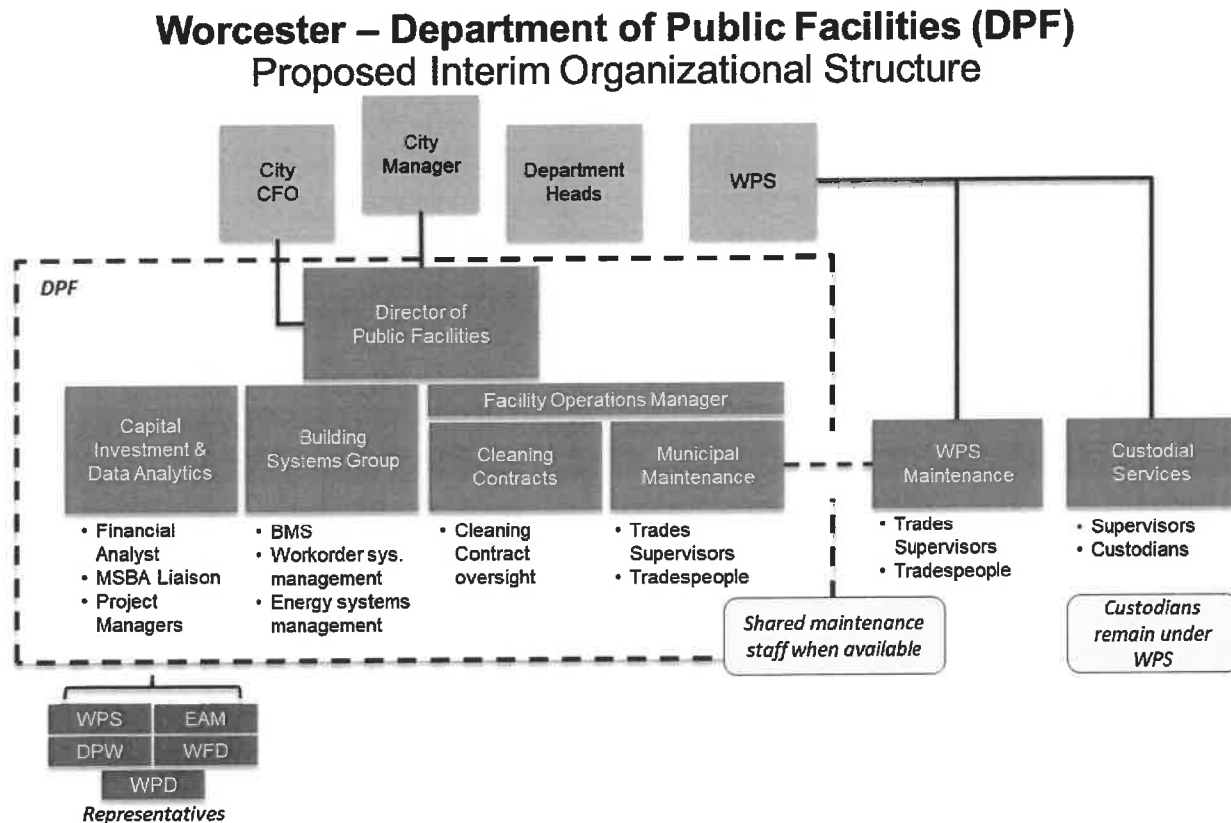 Worcester – Department of Public Facilities (DPF)
Proposed Interim Organizational Structure
City
CFO
City
Manager
Department
Heads
WPS
DPF
Director of
Public Facilities
Capital
Investment &
Data Analytics
Building
Systems Group
Facility Operations Manager
Cleaning
Contracts
Municipal
Maintenance
WPS
Maintenance
Custodial
Services
• Financial
Analyst
• MSBA Liaison
• Project
Managers
• BMS
• Workorder sys.
management
• Energy systems
management
• Cleaning
Contract
oversight
• Trades
Supervisors
• Tradespeople
• Trades
Supervisors
• Tradespeople
• Supervisors
• Custodians
Shared maintenance
staff when available
Custodians
remain under
WPS
WPS
EAM
DPW
WFD
WPD
Representatives